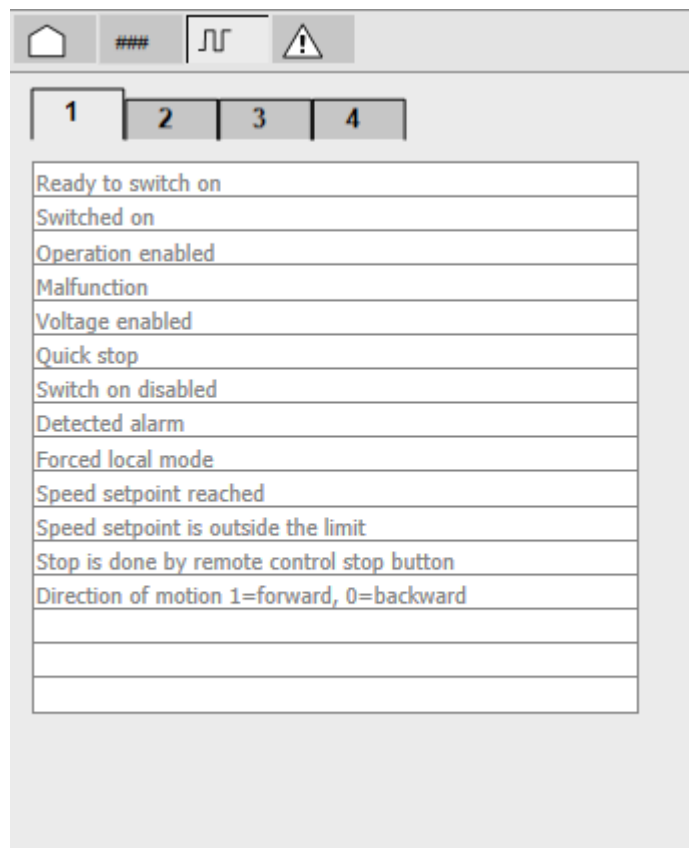 ###
1 2 3 4
Ready to switch on
Switched on
Operation enabled
Malfunction
Voltage enabled
Quick stop
Switch on disabled
Detected alarm
Forced local mode
Speed setpoint reached
Speed setpoint is outside the limit
Stop is done by remote control stop button
Direction of motion 1=forward, 0=backward